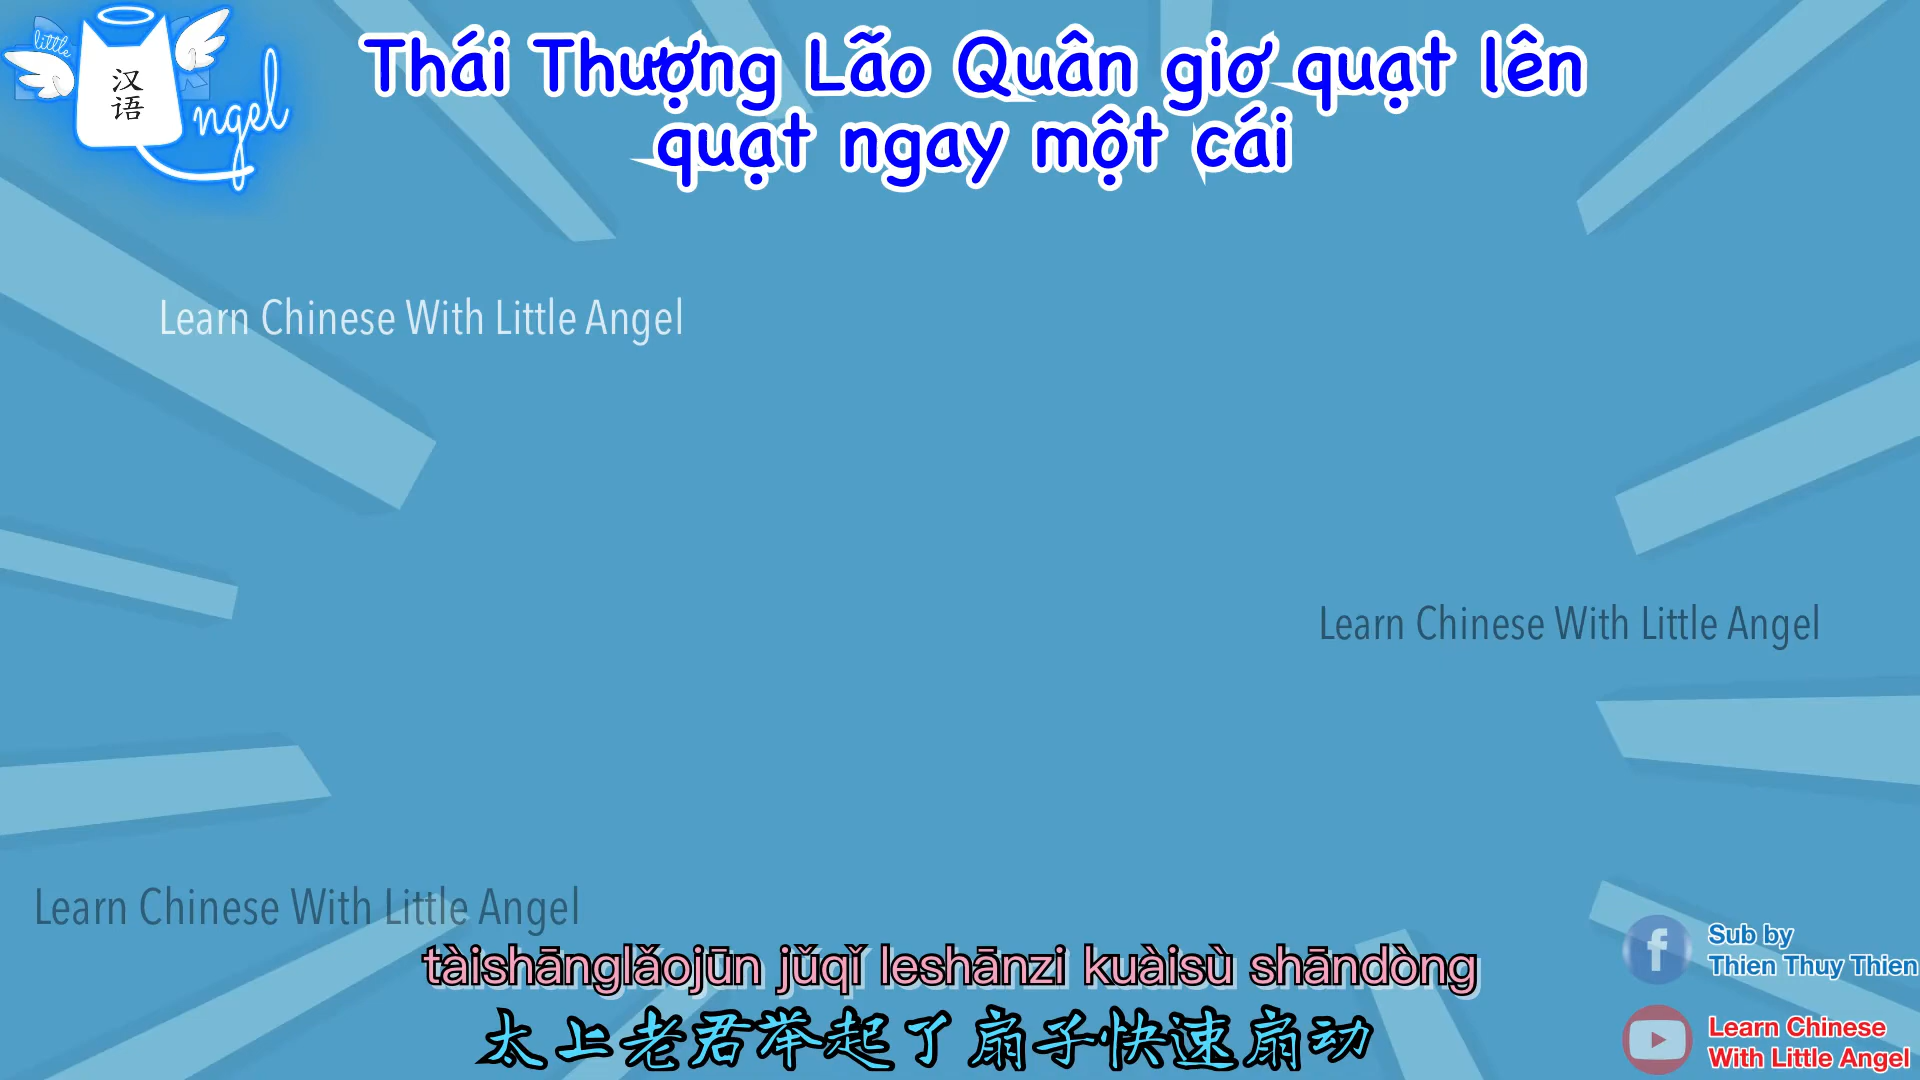 little
汉
语
ngel
Thái Thượng Lão Quân giơ quạt lên
quạt ngay một cái
Learn Chinese With Little Angel
Learn Chinese With Little Angel
Learn Chinese With Little Angel
tàishānglǎojūn jǔqǐ leshānzi kuàisù shāndòng
太上老君举起了扇子快速扇动
Sub by
Thien Thuy Thien
Learn Chinese
With Little Angel